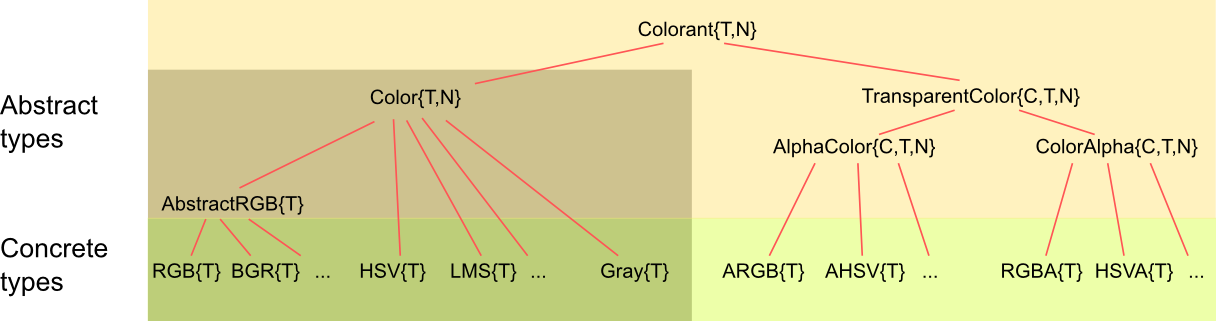 Colorant{T,N}
Abstract
types
Color{T,N}
TransparentColor{C,T,N}
AlphaColor{C,T,N}
ColorAlpha{C,T,N}
AbstractRGB{T}
Concrete
types
RGB{T} BGR{T} ... HSV{T} LMS{T} ... Gray{T} ARGB{T} AHSV{T} ... RGBA{T} HSVA{T} ...